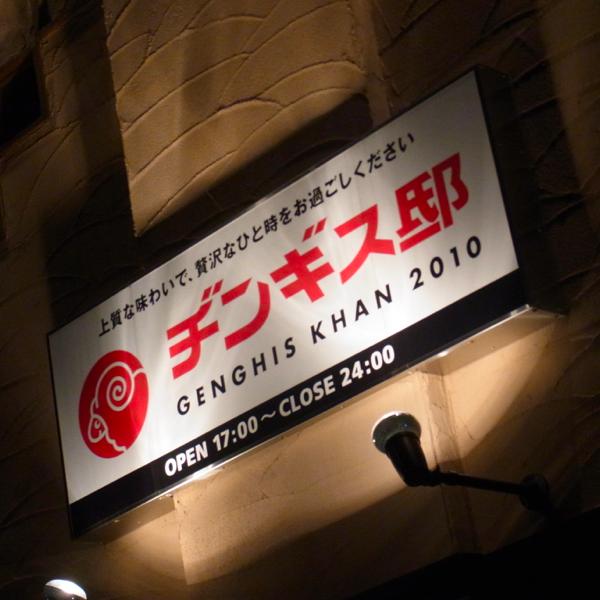 上質な味わいで、贅沢なひと時をお過ごしください
ヂンギス邸
GENGHIS KHAN 2010
OPEN 17:00～CLOSE 24:00